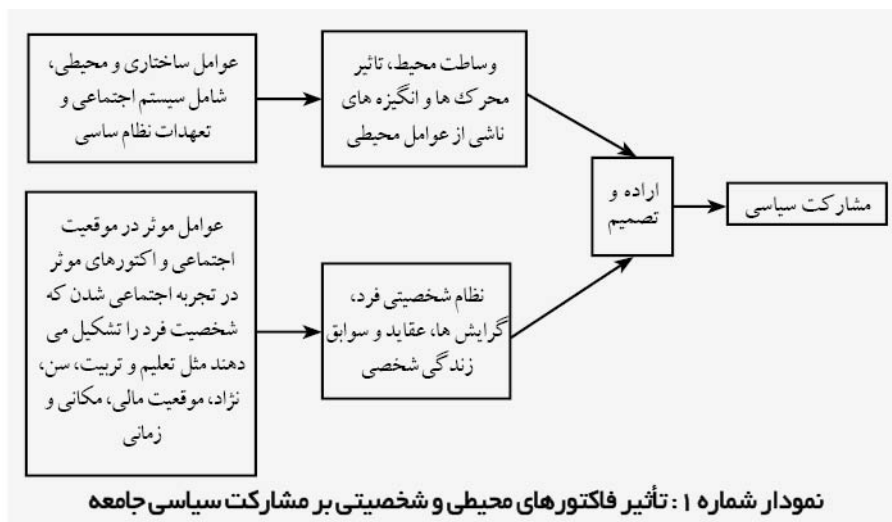 عوامل ساختاری و محیطی،
شامل سیستم اجتماعی و
تعهدات نظام ساسی
وساطت محیط، تاثیر
محرک ها و انگیزه های
ناشی از عوامل محیطی
عوامل موثر در موقعیت
اجتماعی و اکتورهای موثر
در تجربه اجتماعی شدن که
شخصیت فرد را تشکیل می
دهند مثل تعلیم و تربیت، سن،
نژاد، موقعیت مالی، مکانی و
زمانی
نظام شخصیتی فرد،
گرایش ها، عقاید و سوابق
زندگی شخصی
اراده و
تصمیم
مشارکت سیاسی
نمودار شماره ۱ : تأثیر فاکتورهای محیطی و شخصیتی بر مشارکت سیاسی جامعه